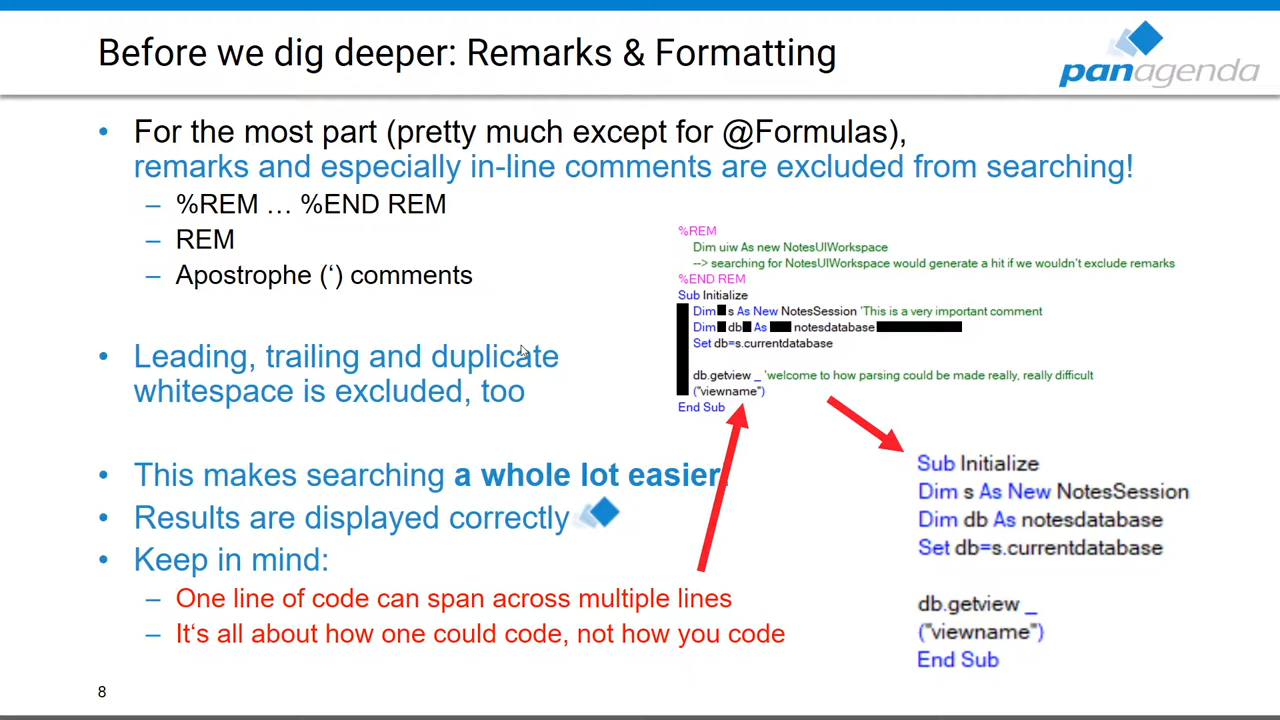 Before we dig deeper: Remarks & Formatting
panagenda
• For the most part (pretty much except for @Formulas),
remarks and especially in-line comments are excluded from searching!
– %REM … %END REM
– REM
– Apostrophe (‘) comments
• Leading, trailing and duplicate
whitespace is excluded, too
• This makes searching a whole lot easier.
• Results are displayed correctly
• Keep in mind:
– One line of code can span across multiple lines
– It‘s all about how one could code, not how you code
%REM
Dim uiw As new NotesUIWorkspace
--> searching for NotesUIWorkspace would generate a hit if we wouldn't exclude remarks
%END REM
Sub Initialize
Dim s As New NotesSession 'This is a very important comment
Dim db As notesdatabase
Set db=s.currentdatabase
db.getview _ 'welcome to how parsing could be made really, really difficult
("viewname")
End Sub
Sub Initialize
Dim s As New NotesSession
Dim db As notesdatabase
Set db=s.currentdatabase
db.getview _
("viewname")
End Sub
8